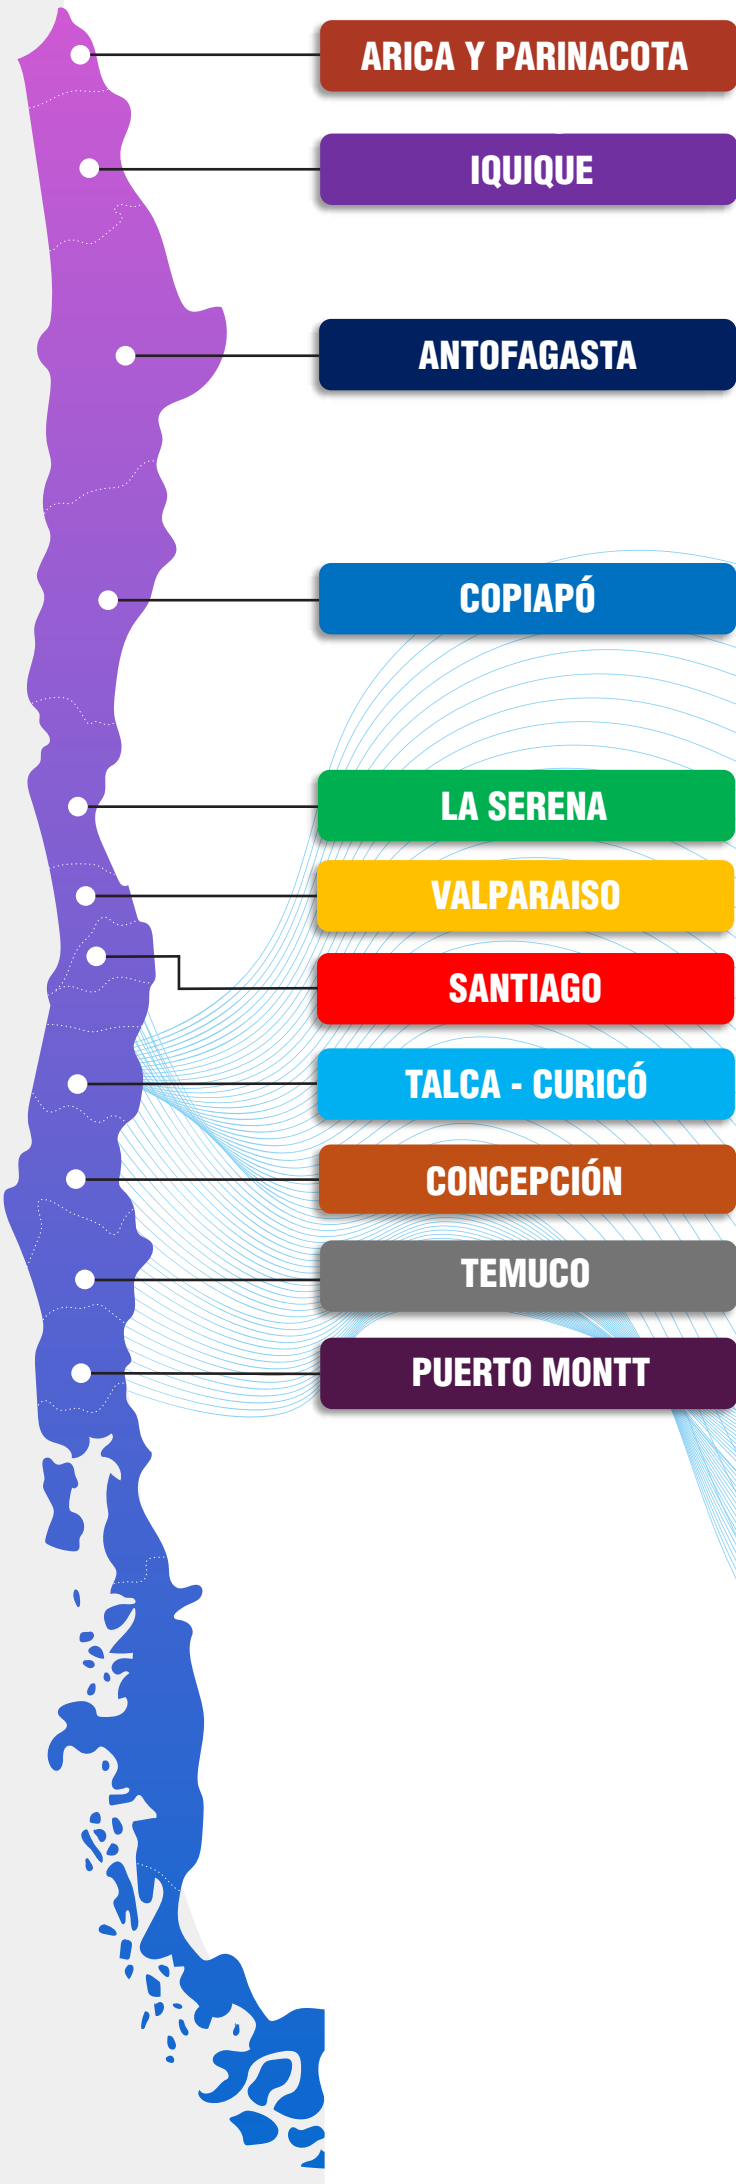 ARICA Y PARINACOTA
IQUIQUE
ANTOFAGASTA
COPIAPÓ
LA SERENA
VALPARAISO
SANTIAGO
TALCA - CURICÓ
CONCEPCIÓN
TEMUCO
PUERTO MONTT